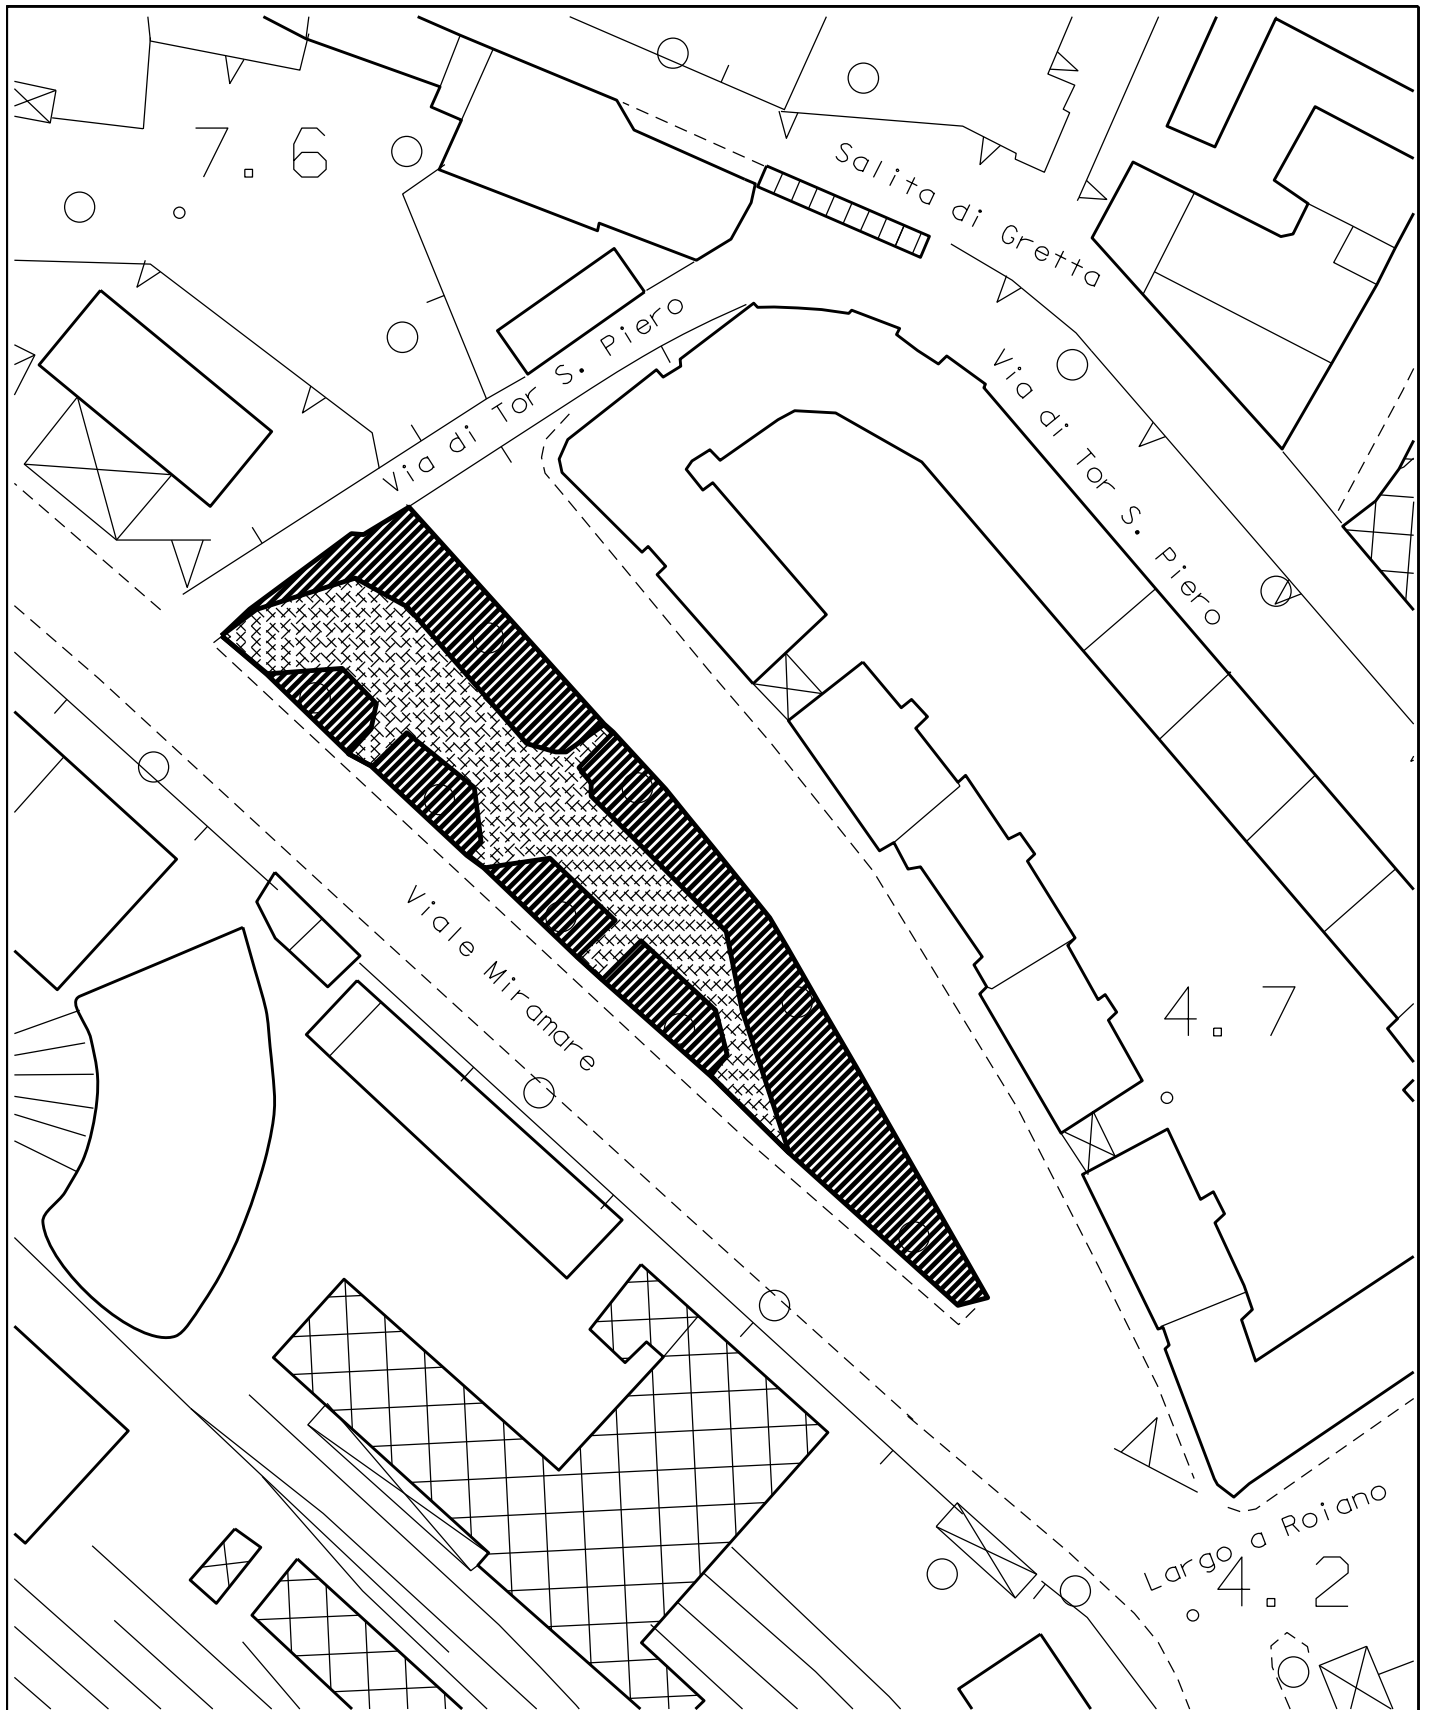 7.6
Salita di Gretta
Via di Tor S. Piero
Via di Tor S. Piero
Viale Miramare
4.7
Largo a Roiano
4.2